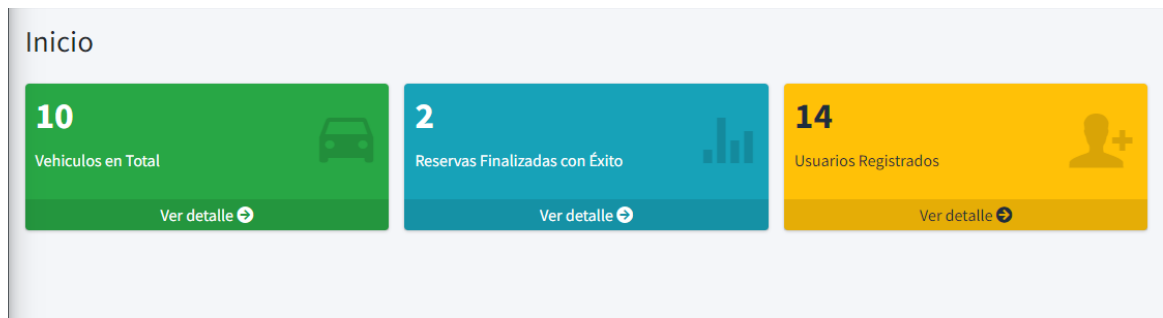 Inicio
10
Vehiculos en Total
Ver detalle
2
Reservas Finalizadas con Éxito
Ver detalle
14
Usuarios Registrados
Ver detalle